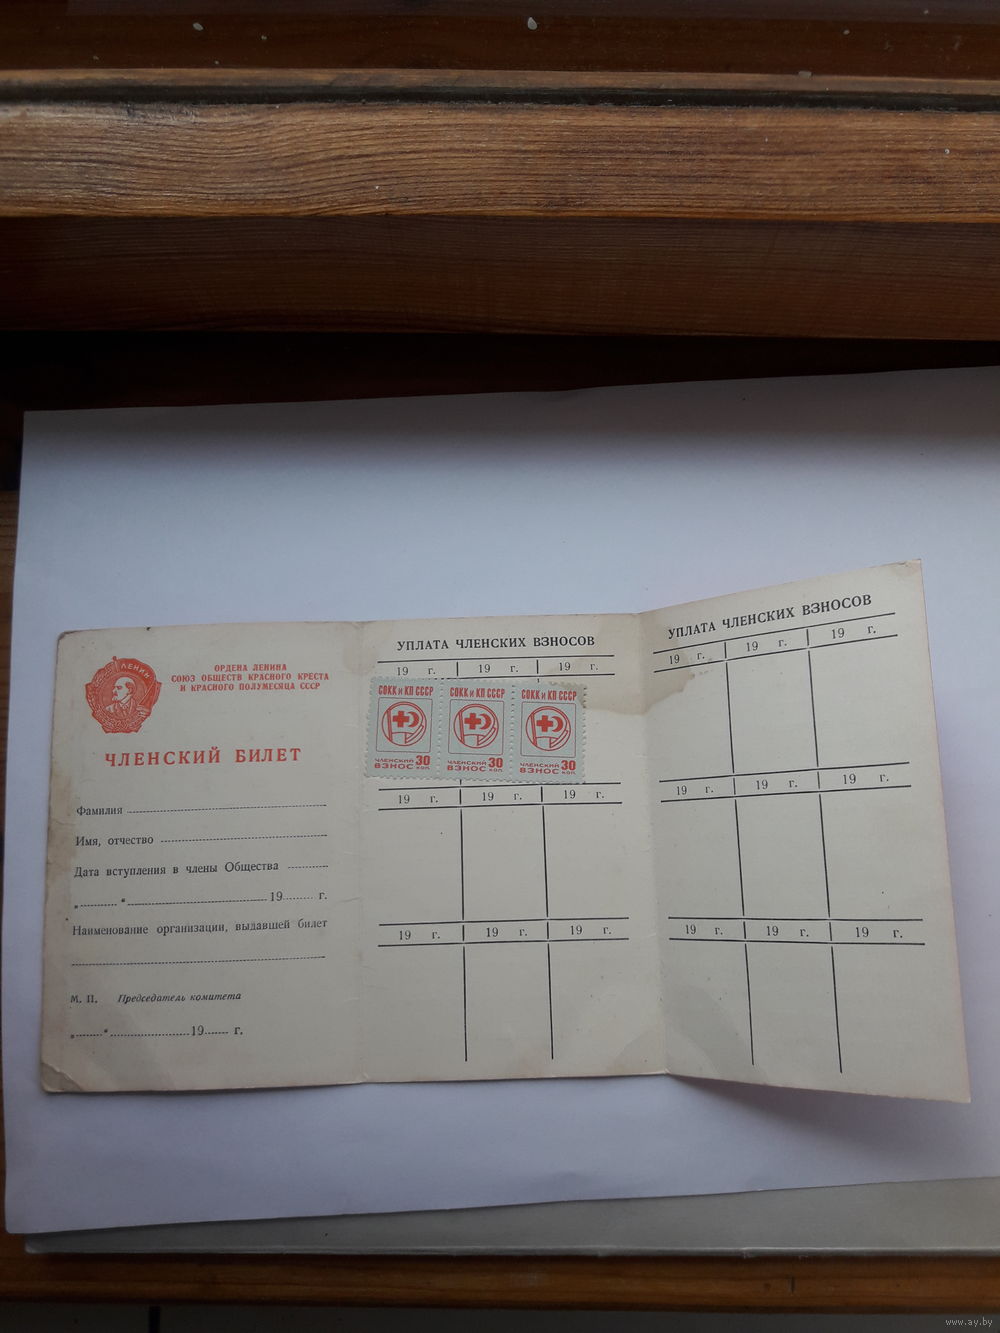 ЛЕНИН
ОРДЕНА ЛЕНИНА
СОЮЗ ОБЩЕСТВ КРАСНОГО КРЕСТА
И КРАСНОГО ПОЛУМЕСЯЦА СССР
ЧЛЕНСКИЙ БИЛЕТ
Фамилия
Имя, отчество
Дата вступления в члены Общества
„ “ 19 г.
Наименование организации, выдавшей билет
М. П. Председатель комитета
„ “ 19 г.
УПЛАТА ЧЛЕНСКИХ ВЗНОСОВ
19 г. 19 г. 19 г.
СОКК и КП СССР СОКК и КП СССР СОКК и КП СССР
ЧЛЕНСКИЙ ВЗНОС 30 КОП. ЧЛЕНСКИЙ ВЗНОС 30 КОП. ЧЛЕНСКИЙ ВЗНОС 30 КОП.
19 г. 19 г. 19 г.
19 г. 19 г. 19 г.
УПЛАТА ЧЛЕНСКИХ ВЗНОСОВ
19 г. 19 г. 19 г.
19 г. 19 г. 19 г.
19 г. 19 г. 19 г.
www.ay.by